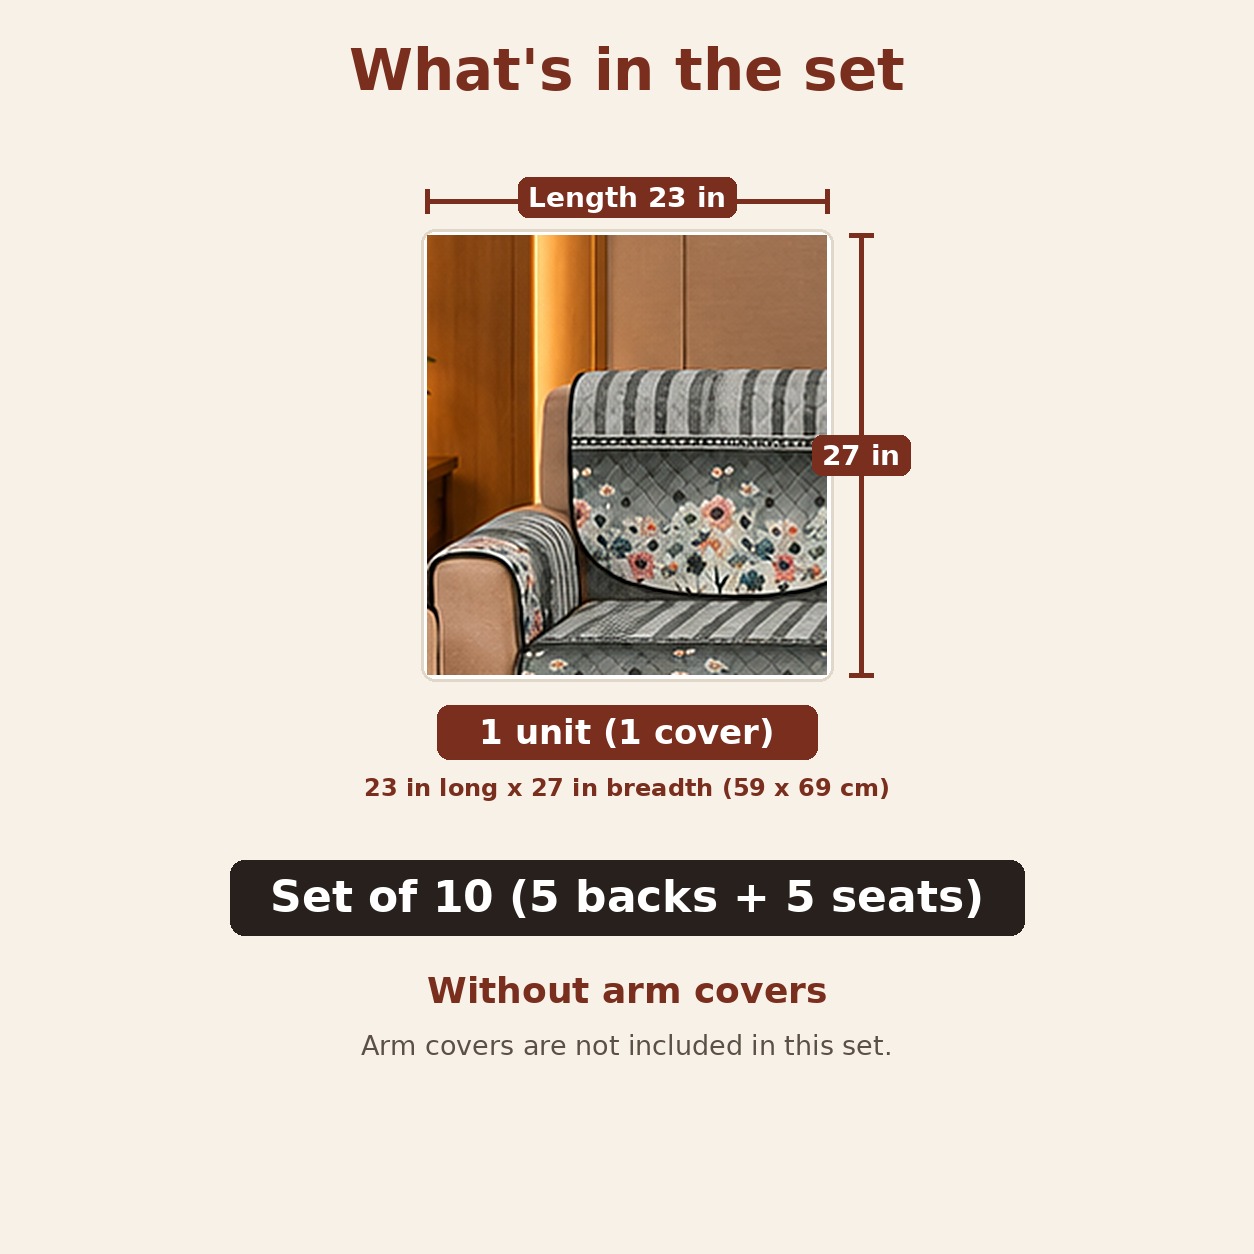 What's in the set
Length 23 in
27 in
1 unit (1 cover)
23 in long x 27 in breadth (59 x 69 cm)
Set of 10 (5 backs + 5 seats)
Without arm covers
Arm covers are not included in this set.